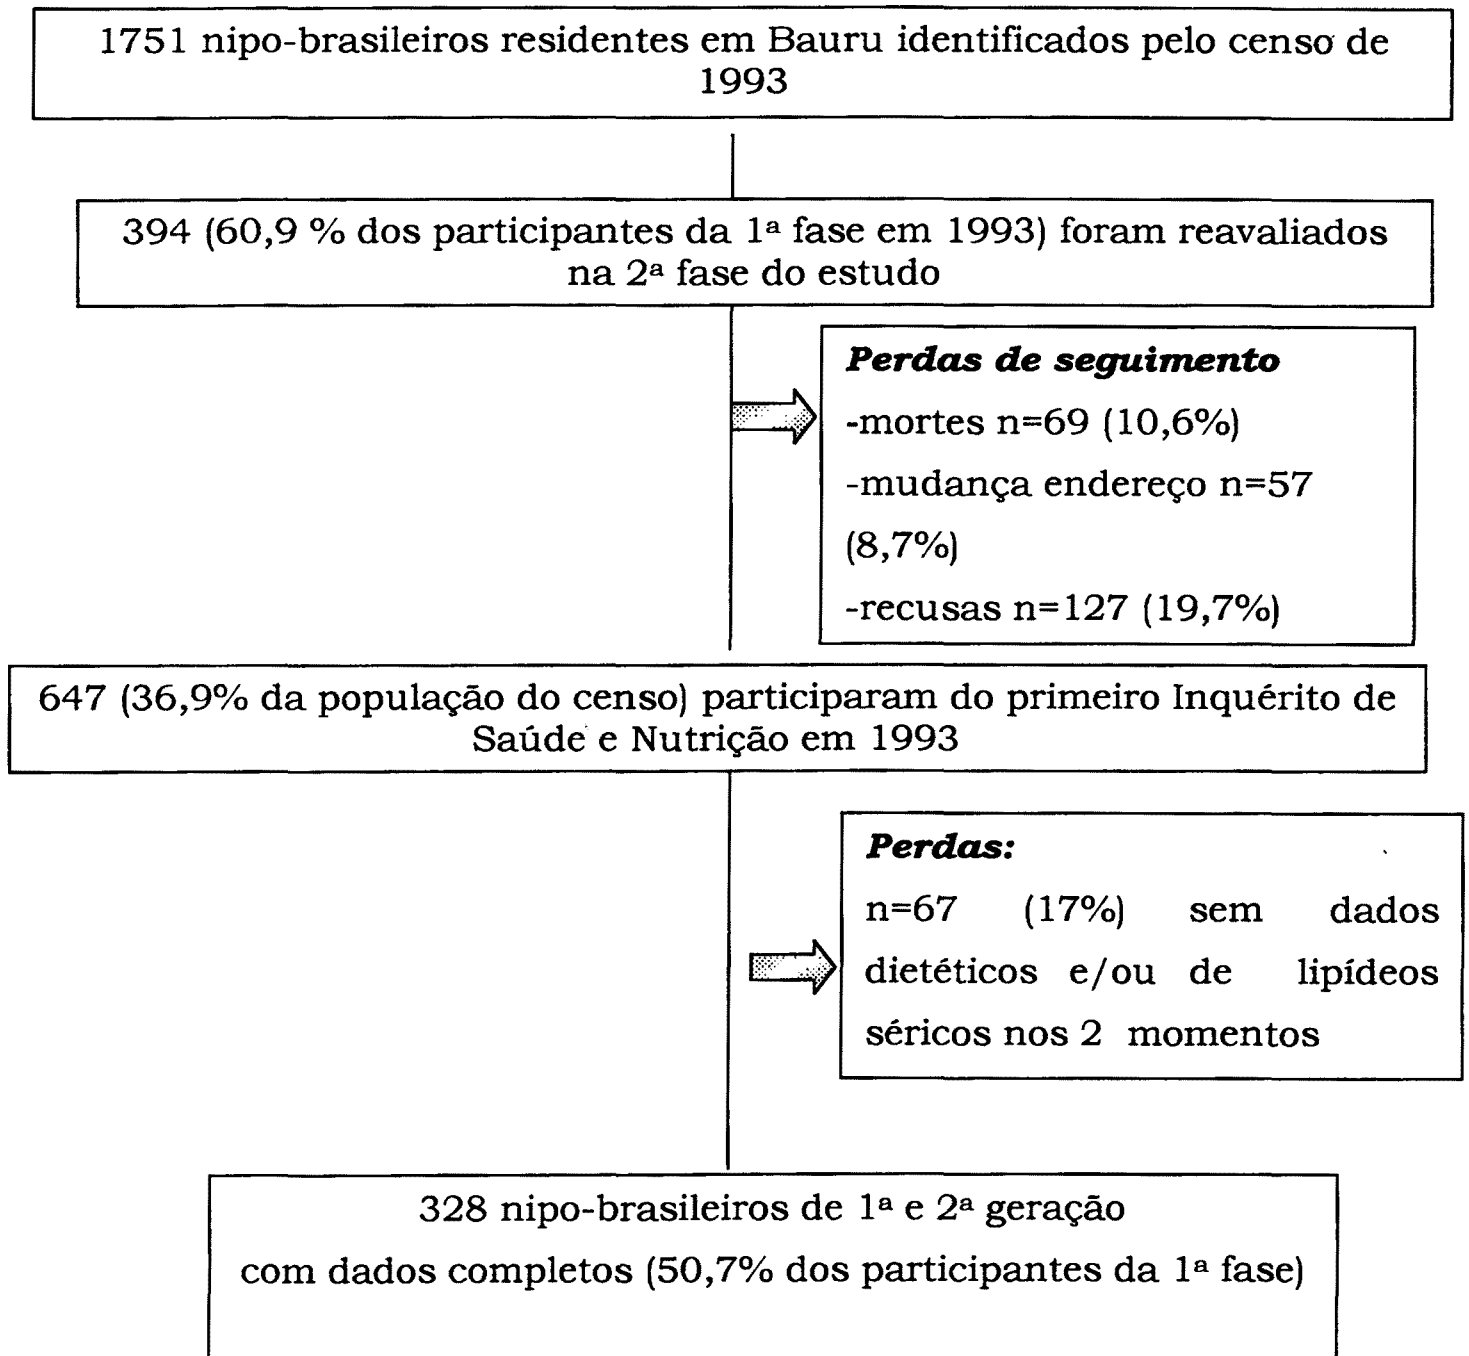 1751 nipo-brasileiros residentes em Bauru identificados pelo censo de
1993
394 (60,9 % dos participantes da 1ª fase em 1993) foram reavaliados
na 2ª fase do estudo
Perdas de seguimento
-mortes n=69 (10,6%)
-mudança endereço n=57
(8,7%)
-recusas n=127 (19,7%)
647 (36,9% da população do censo) participaram do primeiro Inquérito de
Saúde e Nutrição em 1993
Perdas:
n=67 (17%) sem dados
dietéticos e/ou de lipídeos
séricos nos 2 momentos
328 nipo-brasileiros de 1ª e 2ª geração
com dados completos (50,7% dos participantes da 1ª fase)